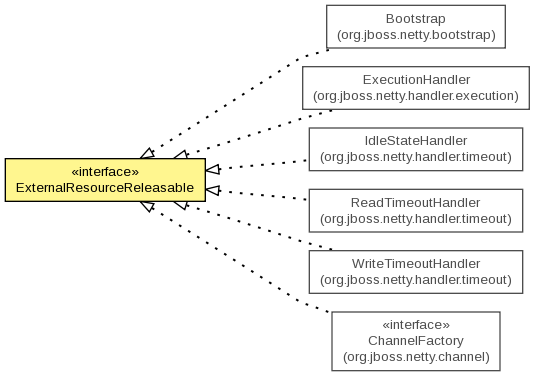 Bootstrap
(org.jboss.netty.bootstrap)
ExecutionHandler
(org.jboss.netty.handler.execution)
IdleStateHandler
(org.jboss.netty.handler.timeout)
«interface»
ExternalResourceReleasable
ReadTimeoutHandler
(org.jboss.netty.handler.timeout)
WriteTimeoutHandler
(org.jboss.netty.handler.timeout)
«interface»
ChannelFactory
(org.jboss.netty.channel)